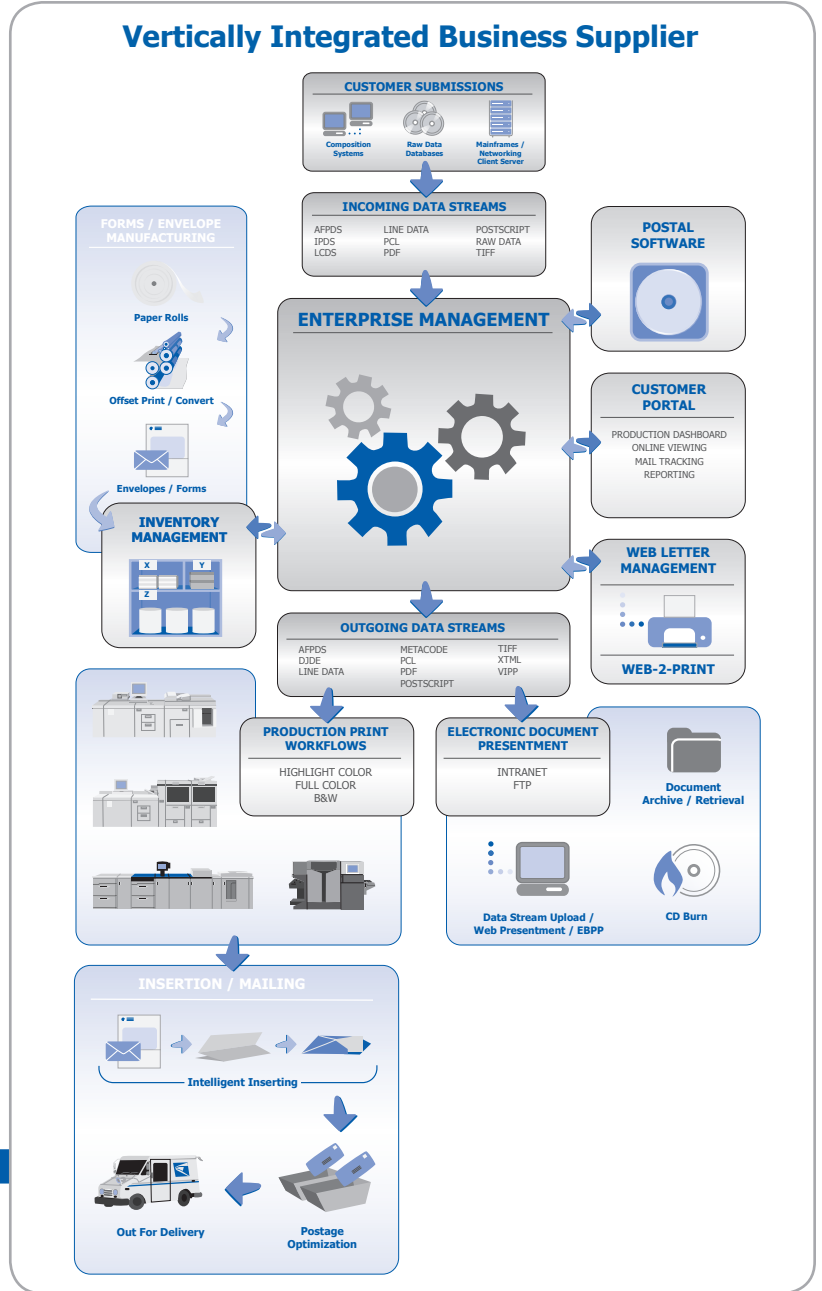 Vertically Integrated Business Supplier
CUSTOMER SUBMISSIONS
Composition
Systems
Raw Data
Databases
Mainframes /
Networking
Client Server
INCOMING DATA STREAMS
AFPDS
IPDS
LCDS
LINE DATA
PCL
PDF
POSTSCRIPT
RAW DATA
TIFF
FORMS / ENVELOPE
MANUFACTURING
Paper Rolls
Offset Print / Convert
Envelopes / Forms
INVENTORY
MANAGEMENT
X
Y
Z
ENTERPRISE MANAGEMENT
POSTAL
SOFTWARE
CUSTOMER
PORTAL
PRODUCTION DASHBOARD
ONLINE VIEWING
MAIL TRACKING
REPORTING
WEB LETTER
MANAGEMENT
WEB-2-PRINT
OUTGOING DATA STREAMS
AFPDS
DJDE
LINE DATA
METACODE
PCL
PDF
POSTSCRIPT
TIFF
XTML
VIPP
PRODUCTION PRINT
WORKFLOWS
HIGHLIGHT COLOR
FULL COLOR
B&W
ELECTRONIC DOCUMENT
PRESENTMENT
INTRANET
FTP
Document
Archive / Retrieval
Data Stream Upload /
Web Presentment / EBPP
CD Burn
INSERTION / MAILING
Intelligent Inserting
Out For Delivery
Postage
Optimization